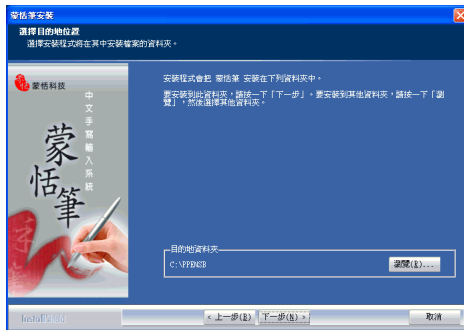 蒙恬筆安裝
選擇目的地位置
選擇安裝程式將在其中安裝檔案的資料夾。
蒙恬科技
中文手寫輸入系統
蒙恬筆
安裝程式會把 蒙恬筆 安裝在下列資料夾中。
要安裝到此資料夾，請按一下「下一步」。要安裝到其他資料夾，請按一下「瀏
覽」，然後選擇其他資料夾。
目的地資料夾
C:\PPENSB
瀏覽(R)...
InstallShield
< 上一步(B)
下一步(N) >
取消